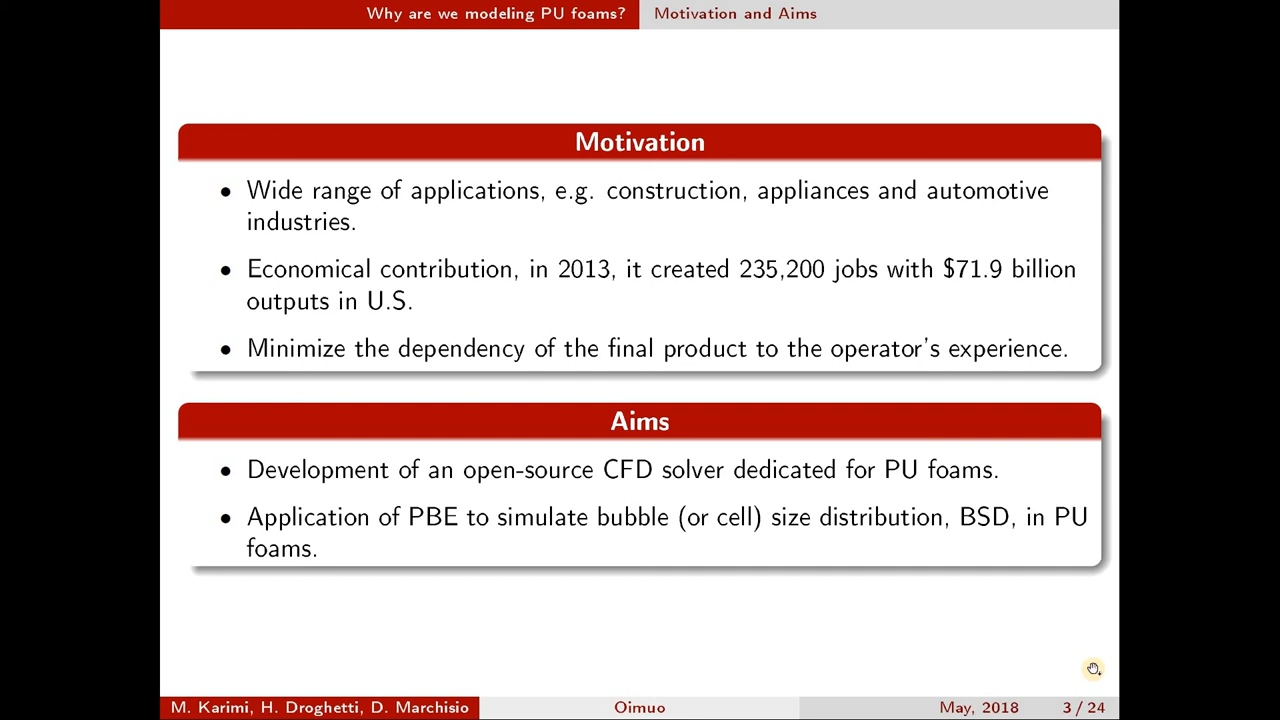 Why are we modeling PU foams? Motivation and Aims
Motivation
• Wide range of applications, e.g. construction, appliances and automotive
industries.
• Economical contribution, in 2013, it created 235,200 jobs with $71.9 billion
outputs in U.S.
• Minimize the dependency of the final product to the operator's experience.
Aims
• Development of an open-source CFD solver dedicated for PU foams.
• Application of PBE to simulate bubble (or cell) size distribution, BSD, in PU
foams.
M. Karimi, H. Droghetti, D. Marchisio Oimuo May, 2018 3 / 24